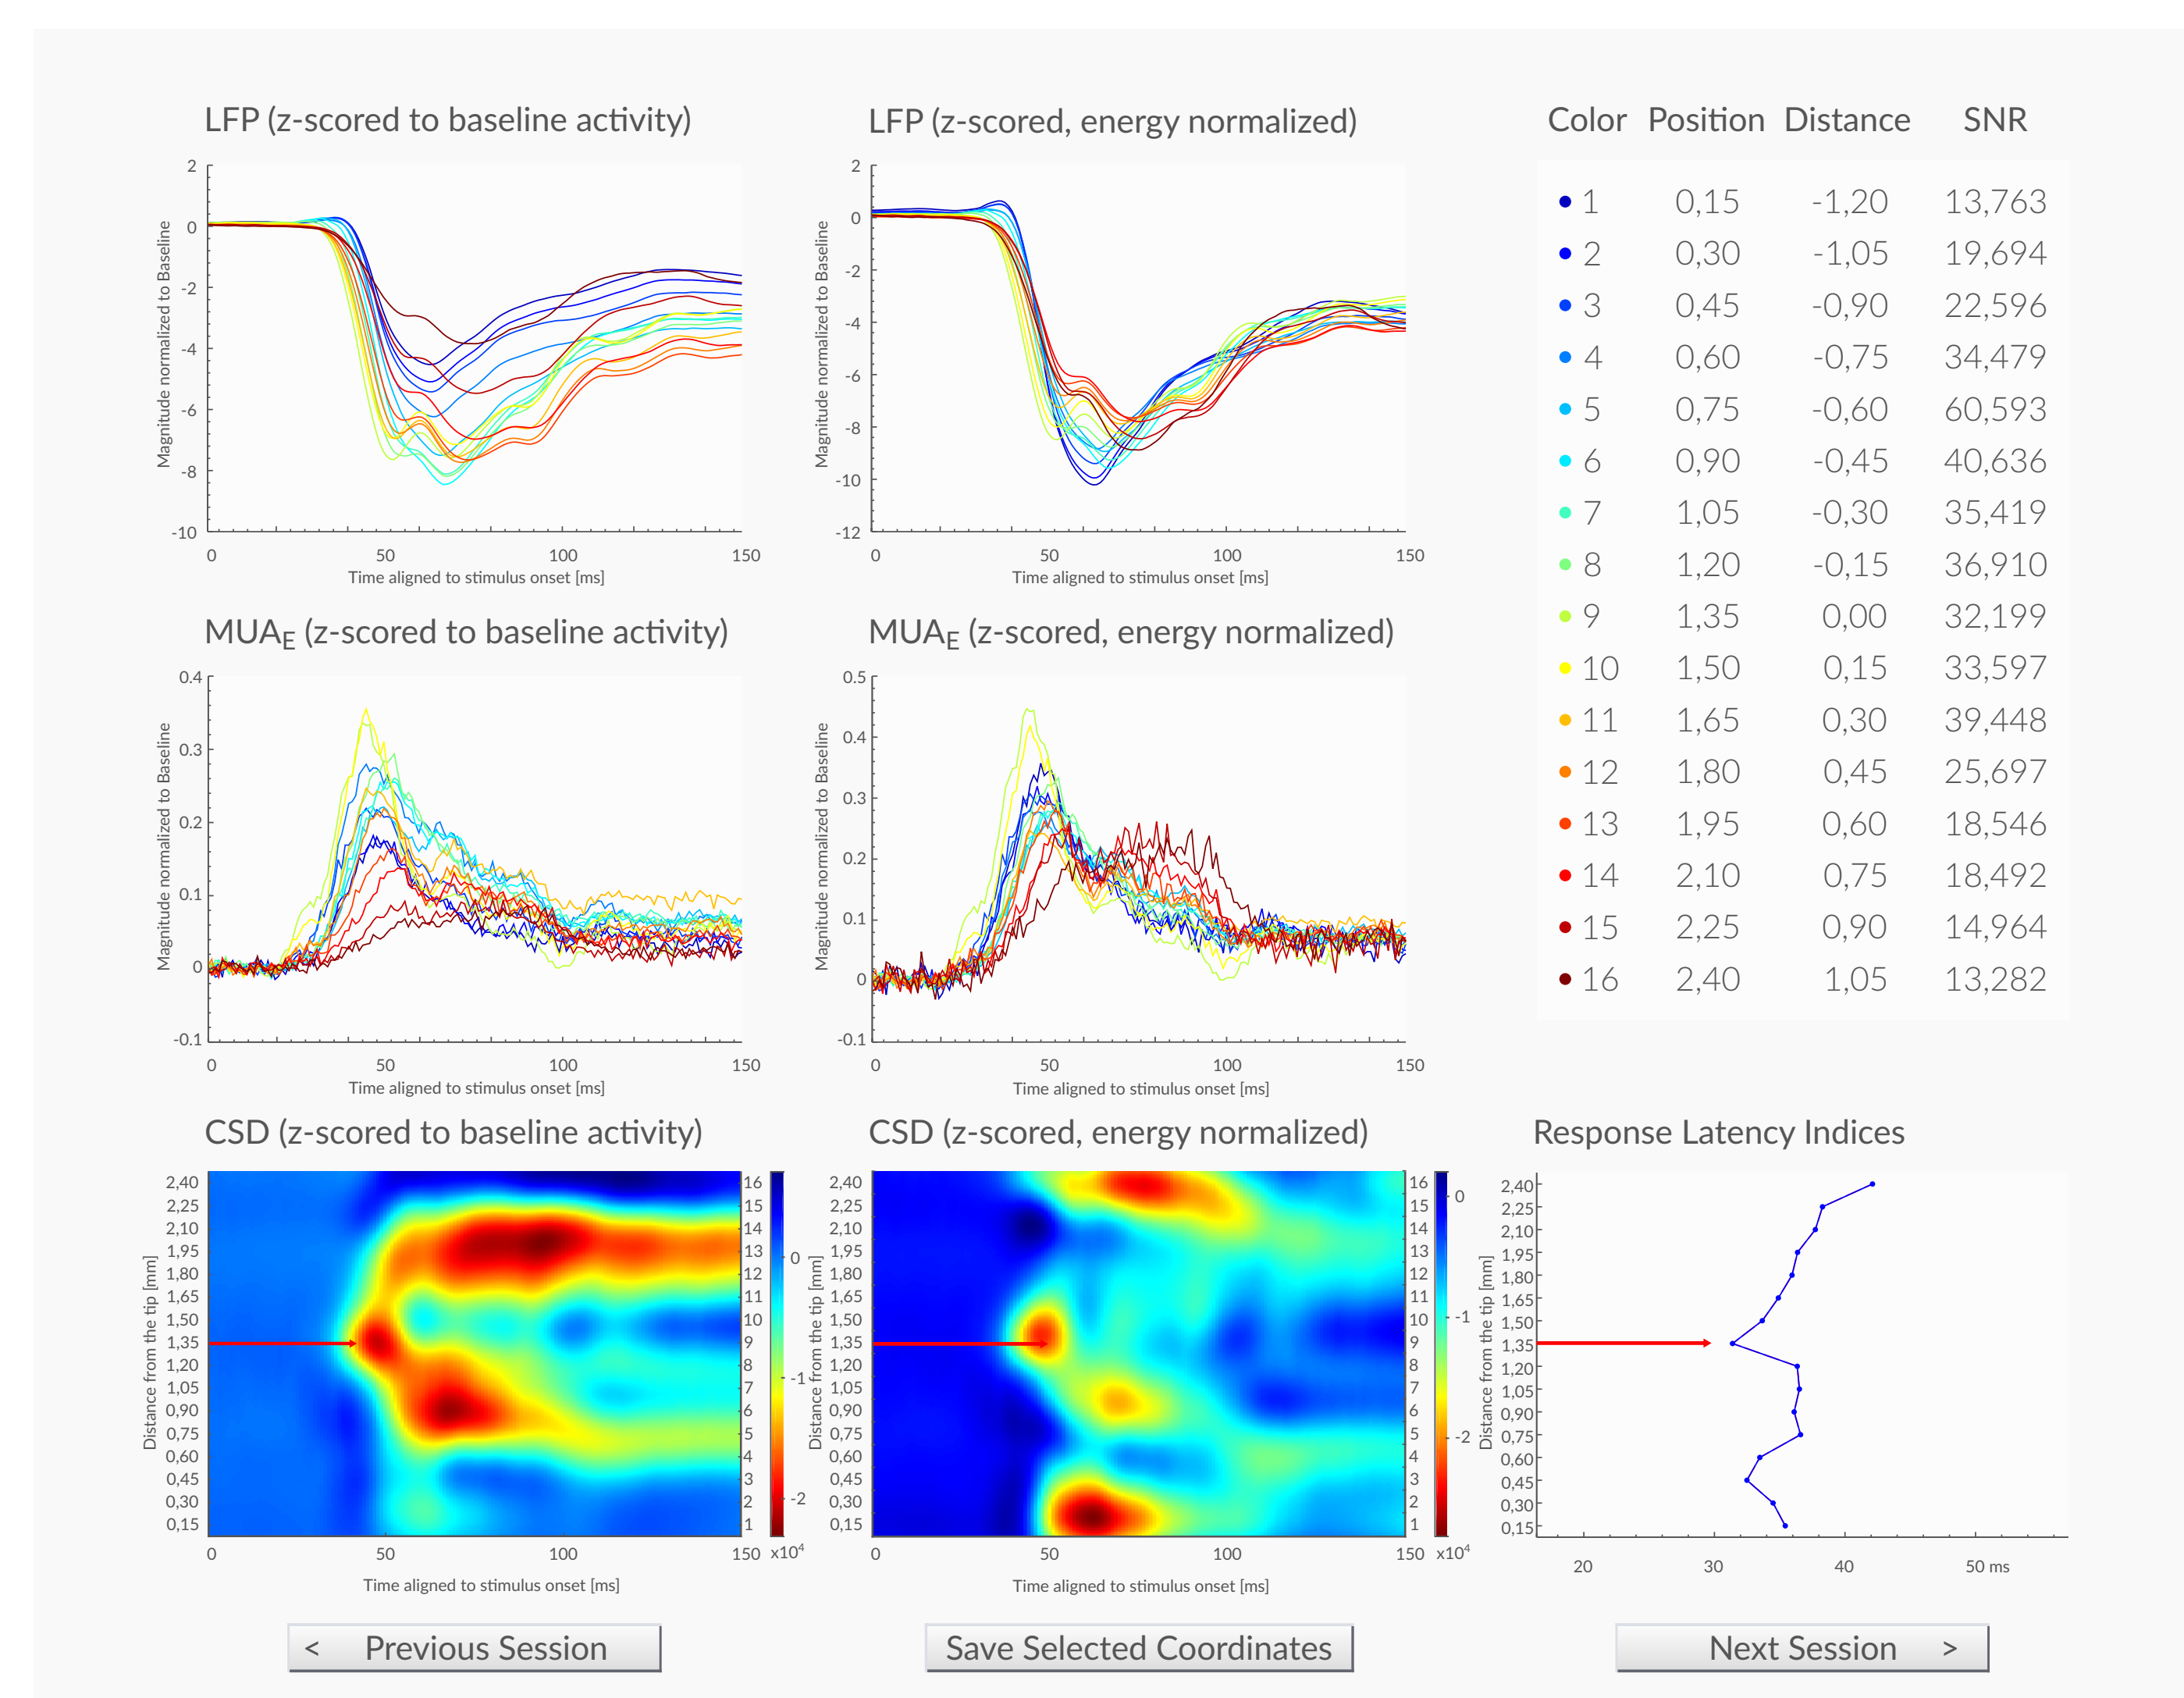 LFP (z-scored to baseline activity)
2
0
-2
-4
-6
-8
-10
Magnitude normalized to Baseline
0 50 100 150
Time aligned to stimulus onset [ms]
LFP (z-scored, energy normalized)
2
0
-2
-4
-6
-8
-10
-12
Magnitude normalized to Baseline
0 50 100 150
Time aligned to stimulus onset [ms]
Color Position Distance SNR
1 0,15 -1,20 13,763
2 0,30 -1,05 19,694
3 0,45 -0,90 22,596
4 0,60 -0,75 34,479
5 0,75 -0,60 60,593
6 0,90 -0,45 40,636
7 1,05 -0,30 35,419
8 1,20 -0,15 36,910
9 1,35 0,00 32,199
10 1,50 0,15 33,597
11 1,65 0,30 39,448
12 1,80 0,45 25,697
13 1,95 0,60 18,546
14 2,10 0,75 18,492
15 2,25 0,90 14,964
16 2,40 1,05 13,282
MUAE (z-scored to baseline activity)
0.4
0.3
0.2
0.1
0
-0.1
Magnitude normalized to Baseline
0 50 100 150
Time aligned to stimulus onset [ms]
MUAE (z-scored, energy normalized)
0.5
0.4
0.3
0.2
0.1
0
-0.1
Magnitude normalized to Baseline
0 50 100 150
Time aligned to stimulus onset [ms]
CSD (z-scored to baseline activity)
2,40 16
2,25 15
2,10 14
1,95 13
1,80 12
1,65 11
1,50 10
1,35 9
1,20 8
1,05 7
0,90 6
0,75 5
0,60 4
0,45 3
0,30 2
0,15 1
Distance from the tip [mm]
0
-1
-2
x10⁴
0 50 100 150
Time aligned to stimulus onset [ms]
CSD (z-scored, energy normalized)
2,40 16
2,25 15
2,10 14
1,95 13
1,80 12
1,65 11
1,50 10
1,35 9
1,20 8
1,05 7
0,90 6
0,75 5
0,60 4
0,45 3
0,30 2
0,15 1
Distance from the tip [mm]
0
-1
-2
x10⁴
0 50 100 150
Time aligned to stimulus onset [ms]
Response Latency Indices
2,40
2,25
2,10
1,95
1,80
1,65
1,50
1,35
1,20
1,05
0,90
0,75
0,60
0,45
0,30
0,15
Distance from the tip [mm]
20 30 40 50 ms
< Previous Session
Save Selected Coordinates
Next Session >